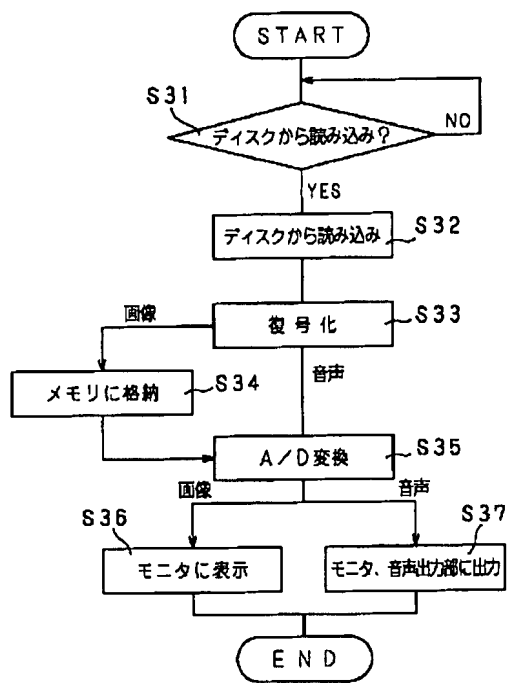 START
S31
ディスクから読み込み?
NO
YES
ディスクから読み込み
S32
復号化
S33
画像
音声
メモリに格納
S34
A/D変換
S35
画像
音声
S36
S37
モニタに表示
モニタ、音声出力部に出力
END